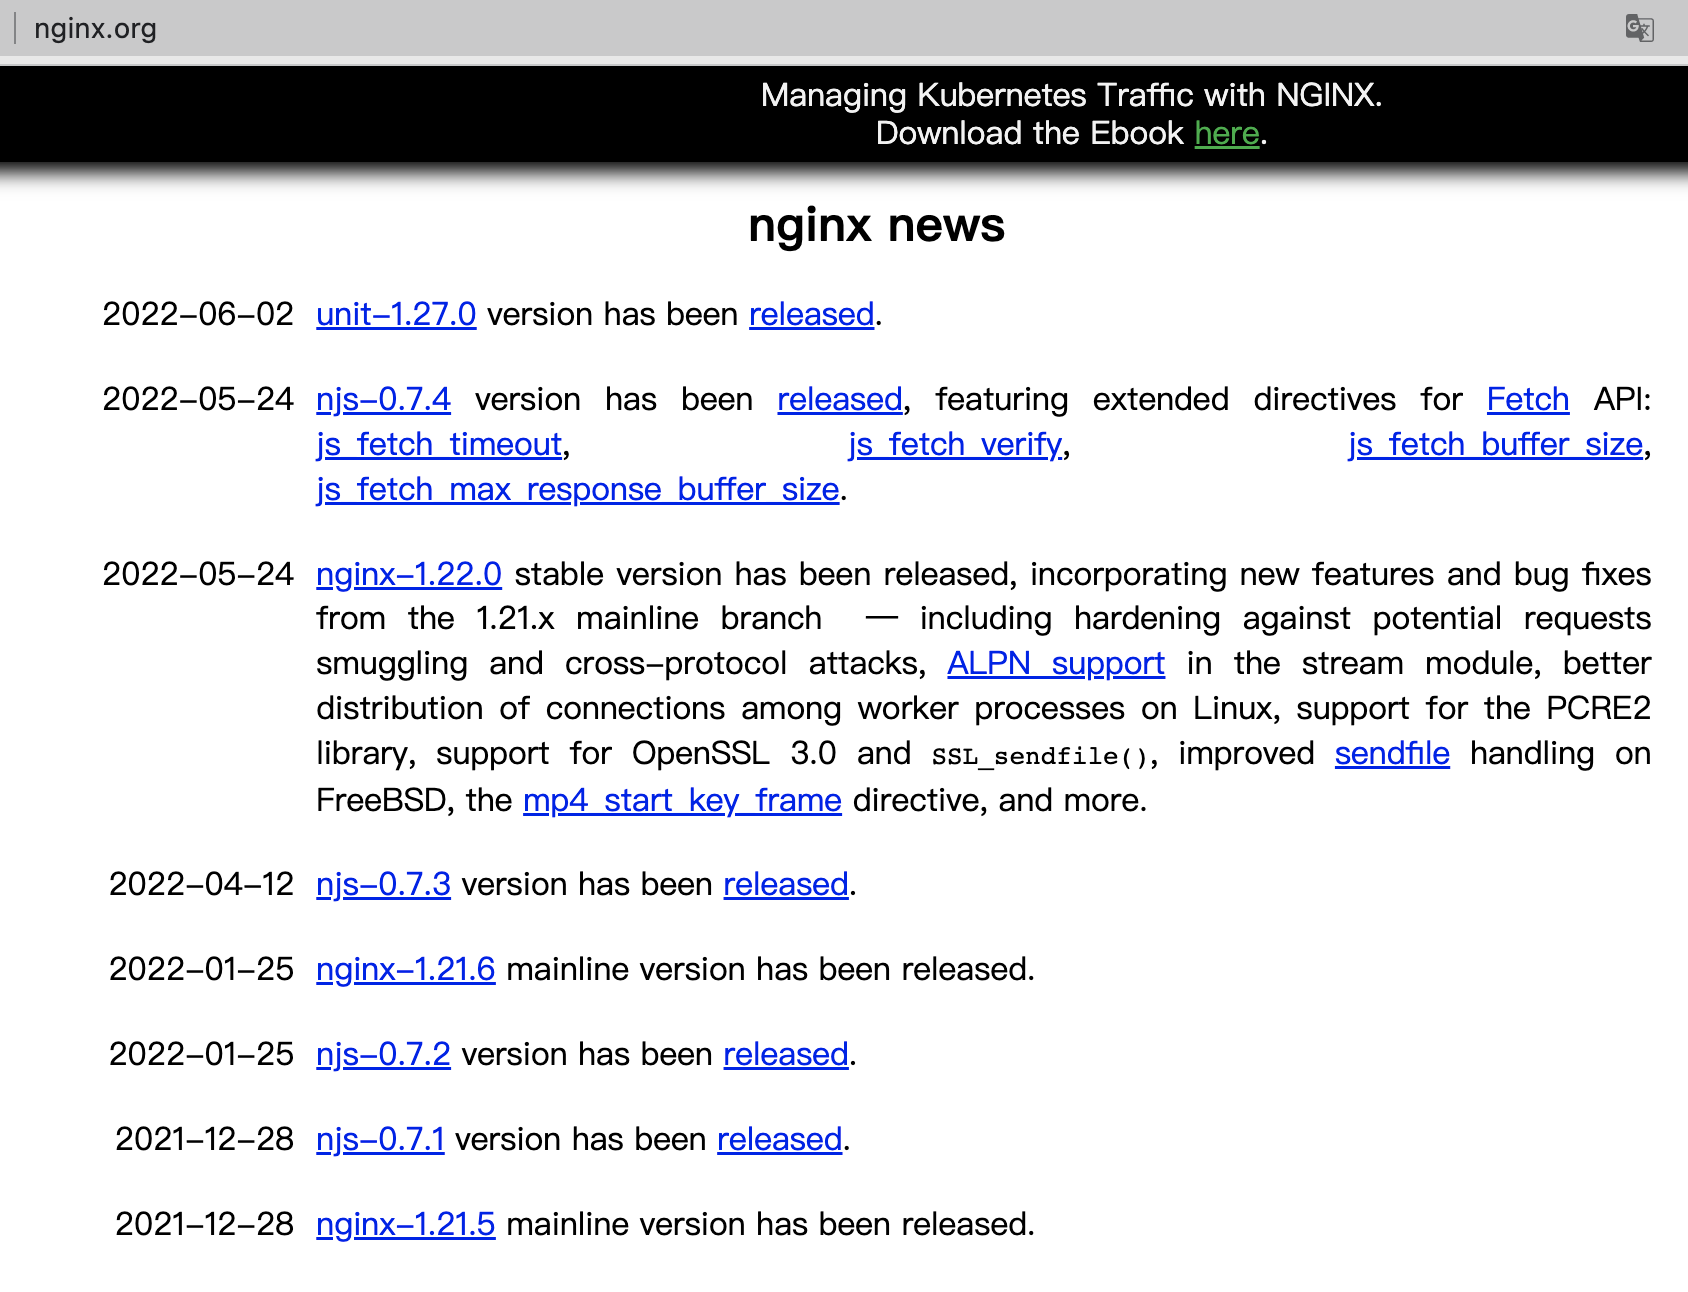 nginx.org
Managing Kubernetes Traffic with NGINX.
Download the Ebook here.
nginx news
2022-06-02 unit-1.27.0 version has been released.
2022-05-24 njs-0.7.4 version has been released, featuring extended directives for Fetch API:
js_fetch_timeout, js_fetch_verify, js_fetch_buffer_size,
js_fetch_max_response_buffer_size.
2022-05-24 nginx-1.22.0 stable version has been released, incorporating new features and bug fixes
from the 1.21.x mainline branch — including hardening against potential requests
smuggling and cross-protocol attacks, ALPN support in the stream module, better
distribution of connections among worker processes on Linux, support for the PCRE2
library, support for OpenSSL 3.0 and SSL_sendfile(), improved sendfile handling on
FreeBSD, the mp4_start_key_frame directive, and more.
2022-04-12 njs-0.7.3 version has been released.
2022-01-25 nginx-1.21.6 mainline version has been released.
2022-01-25 njs-0.7.2 version has been released.
2021-12-28 njs-0.7.1 version has been released.
2021-12-28 nginx-1.21.5 mainline version has been released.